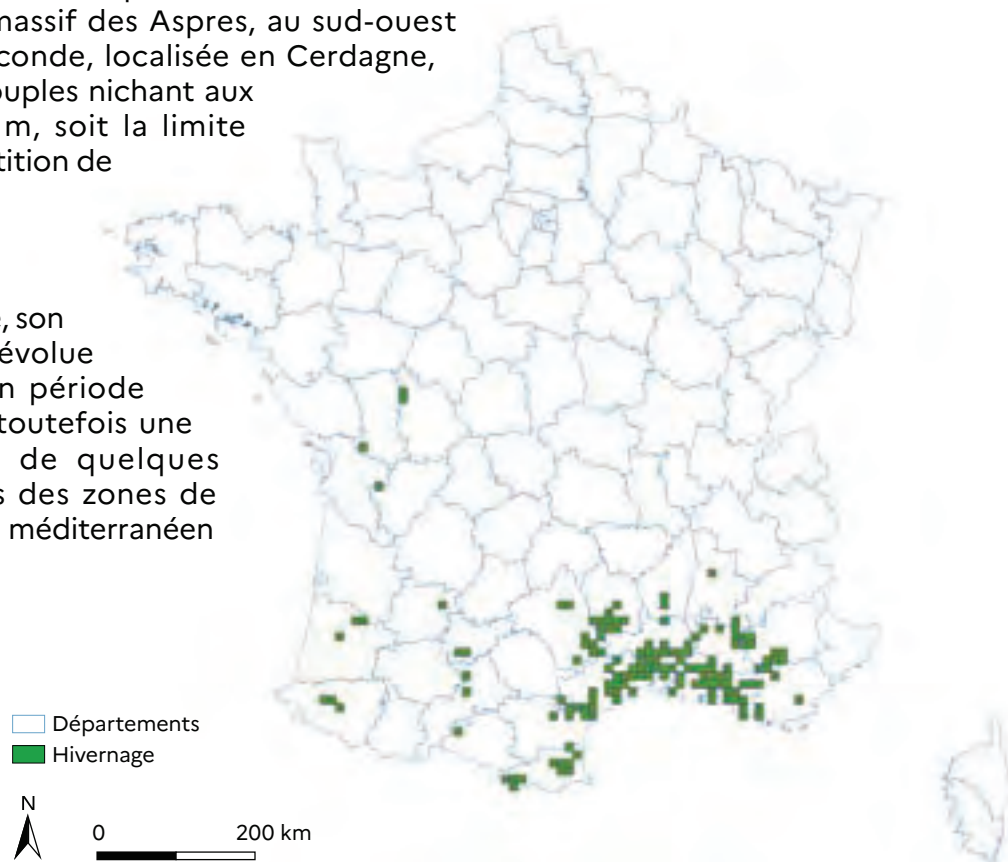 massif des Aspres, au sud-ouest
conde, localisée en Cerdagne,
ouples nichant aux
m, soit la limite
tition de
, son
évolue
n période
toutefois une
de quelques
s des zones de
méditerranéen
Départements
Hivernage
N
0 200 km